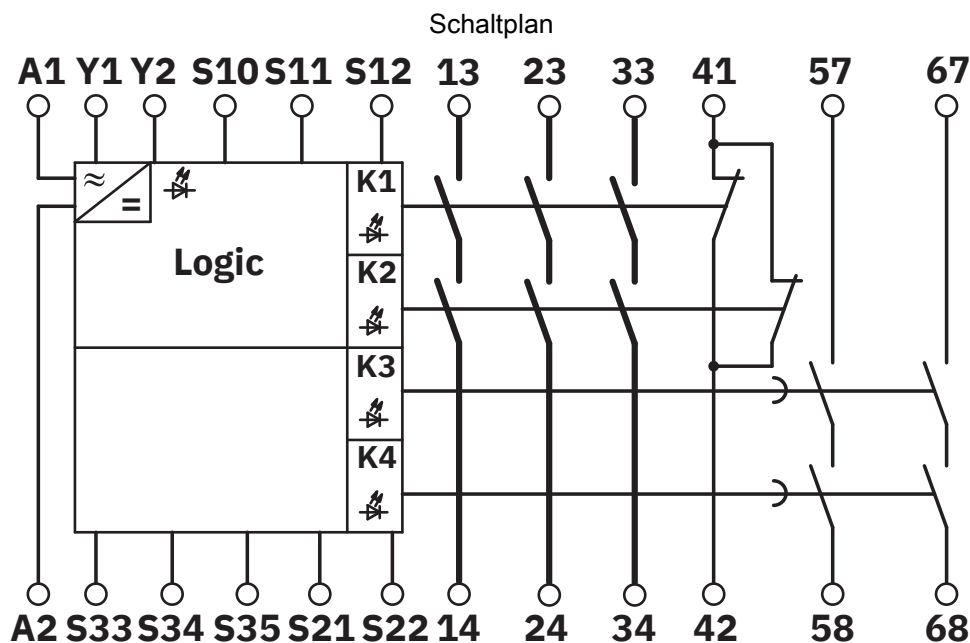 Schaltplan
A1 Y1 Y2 S10 S11 S12 13 23 33 41 57 67
≈
=
K1
Logic
K2
K3
K4
A2 S33 S34 S35 S21 S22 14 24 34 42 58 68